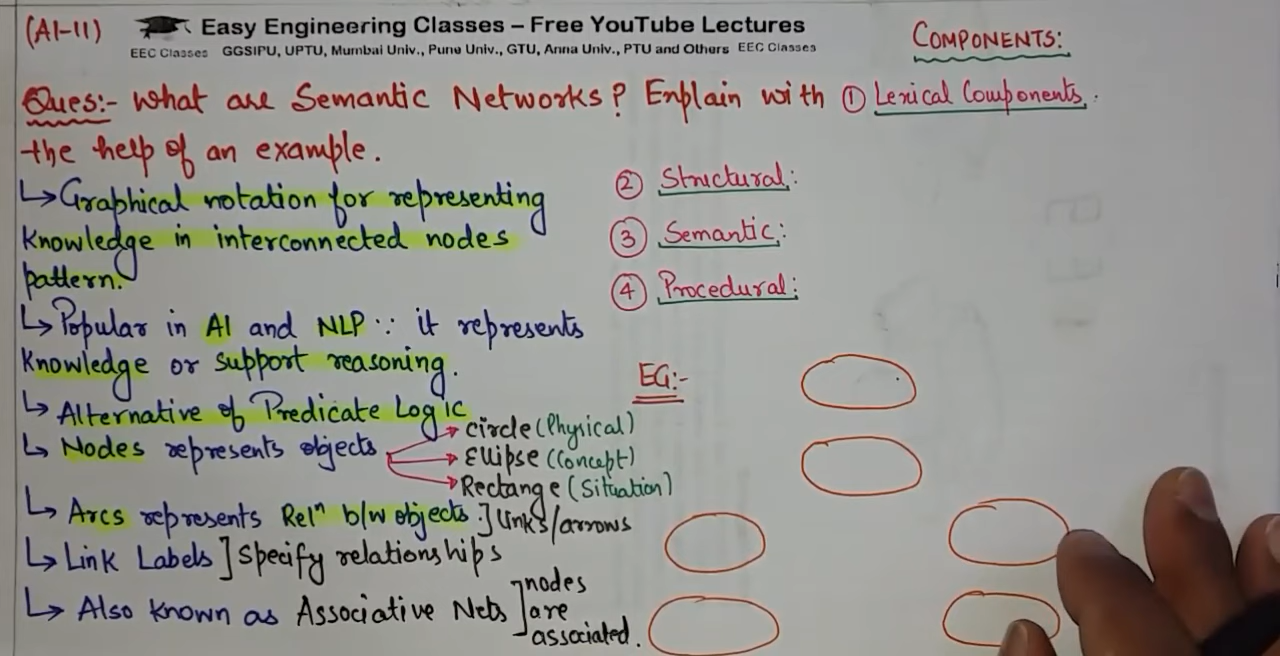 (AI-11)
Easy Engineering Classes – Free YouTube Lectures
EEC Classes GGSIPU, UPTU, Mumbai Univ., Pune Univ., GTU, Anna Univ., PTU and Others EEC Classes
Ques:- What are Semantic Networks? Explain with
the help of an example.
↳ Graphical notation for representing
knowledge in interconnected nodes
pattern.
↳ Popular in AI and NLP ∵ it represents
knowledge or support reasoning.
↳ Alternative of Predicate Logic
↳ Nodes represents objects
circle (Physical)
Ellipse (Concept)
Rectange (Situation)
↳ Arcs represents Relⁿ b/w objects.] links/arrows
↳ Link Labels ] specify relationships
↳ Also known as Associative Nets ] nodes
are
associated.
COMPONENTS:
① Lexical Components.
② Structural:
③ Semantic:
④ Procedural:
EG:-